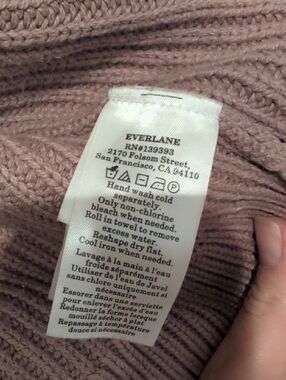 EVERLANE
RN#139393
2170 Folsom Street,
San Francisco, CA 94110
P
Hand wash cold
separately.
Only non-chlorine
bleach when needed.
Roll in towel to remove
excess water.
Reshape dry flat.
Cool iron when needed.
Lavage à la main à l'eau
froide séparément
Utiliser de l'eau de Javel
sans chlore uniquement si
nécessaire
Essorer dans une serviette
pour enlever l'excès d'eau
Redonner la forme lorsque
mouillé sécher à plat
Repassage à température
douce si nécessaire